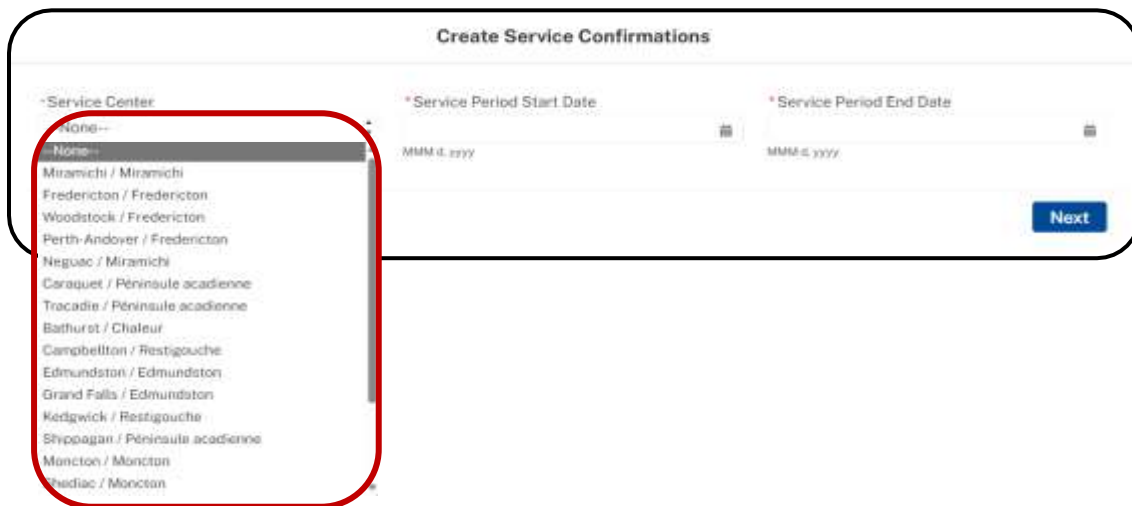 Create Service Confirmations
*Service Center
--None--
*Service Period Start Date
MMM d, yyyy
*Service Period End Date
MMM d, yyyy
--None--
Miramichi / Miramichi
Fredericton / Fredericton
Woodstock / Fredericton
Perth-Andover / Fredericton
Neguac / Miramichi
Caraquet / Péninsule acadienne
Tracadie / Péninsule acadienne
Bathurst / Chaleur
Campbellton / Restigouche
Edmundston / Edmundston
Grand Falls / Edmundston
Kedgwick / Restigouche
Shippagan / Péninsule acadienne
Moncton / Moncton
Shediac / Moncton
Next